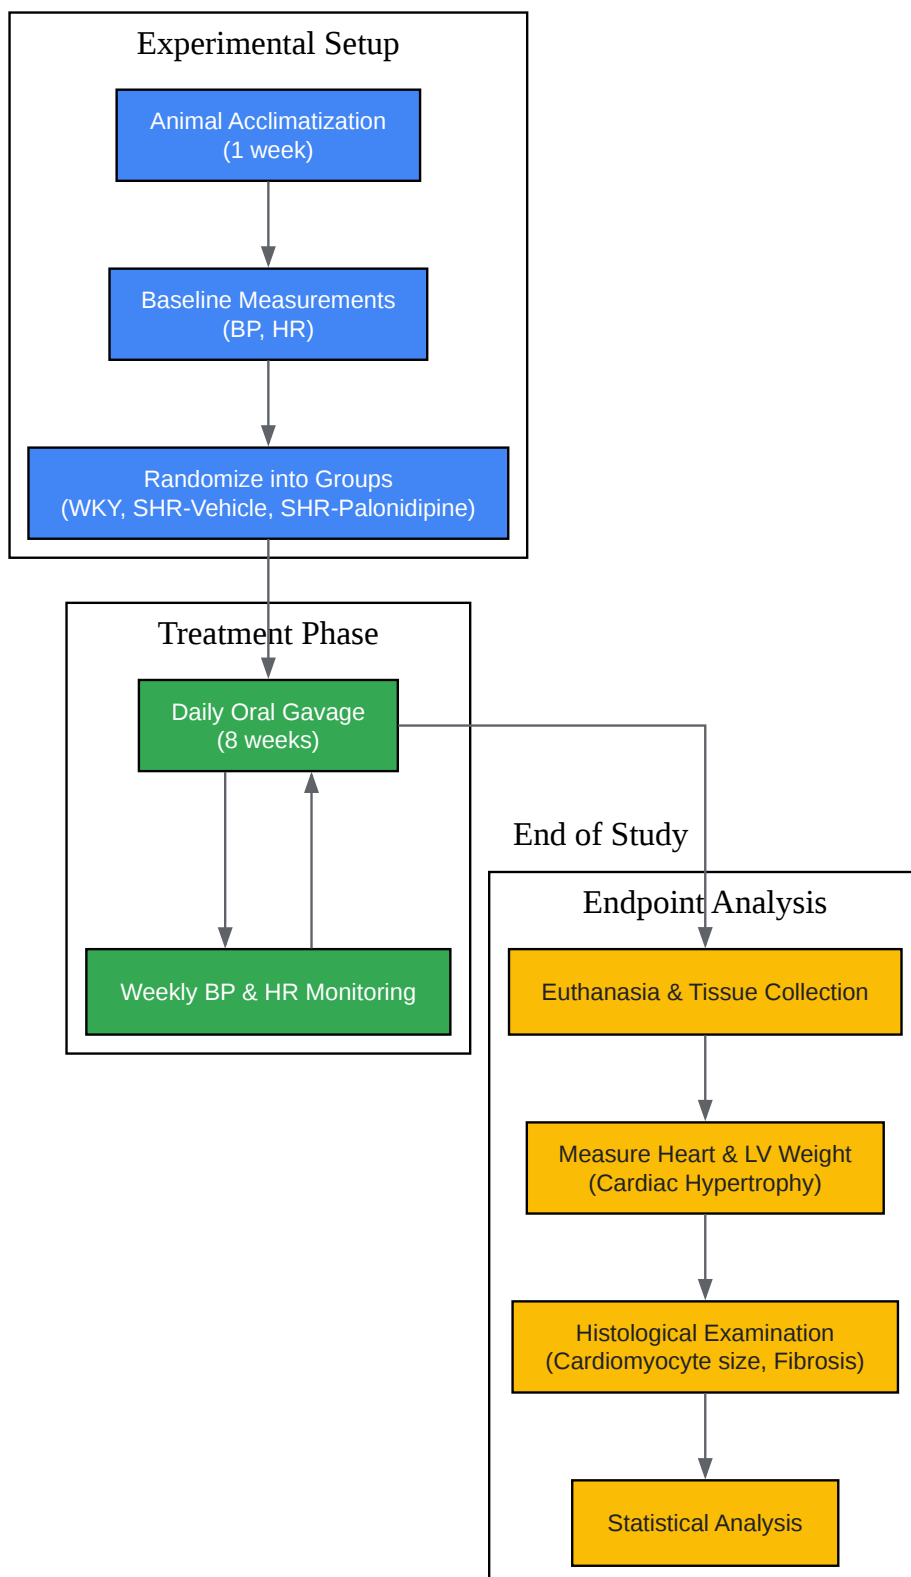 Experimental Setup
Animal Acclimatization
(1 week)
Baseline Measurements
(BP, HR)
Randomize into Groups
(WKY, SHR-Vehicle, SHR-Palonidipine)
Treatment Phase
Daily Oral Gavage
(8 weeks)
Weekly BP & HR Monitoring
End of Study
Endpoint Analysis
Euthanasia & Tissue Collection
Measure Heart & LV Weight
(Cardiac Hypertrophy)
Histological Examination
(Cardiomyocyte size, Fibrosis)
Statistical Analysis